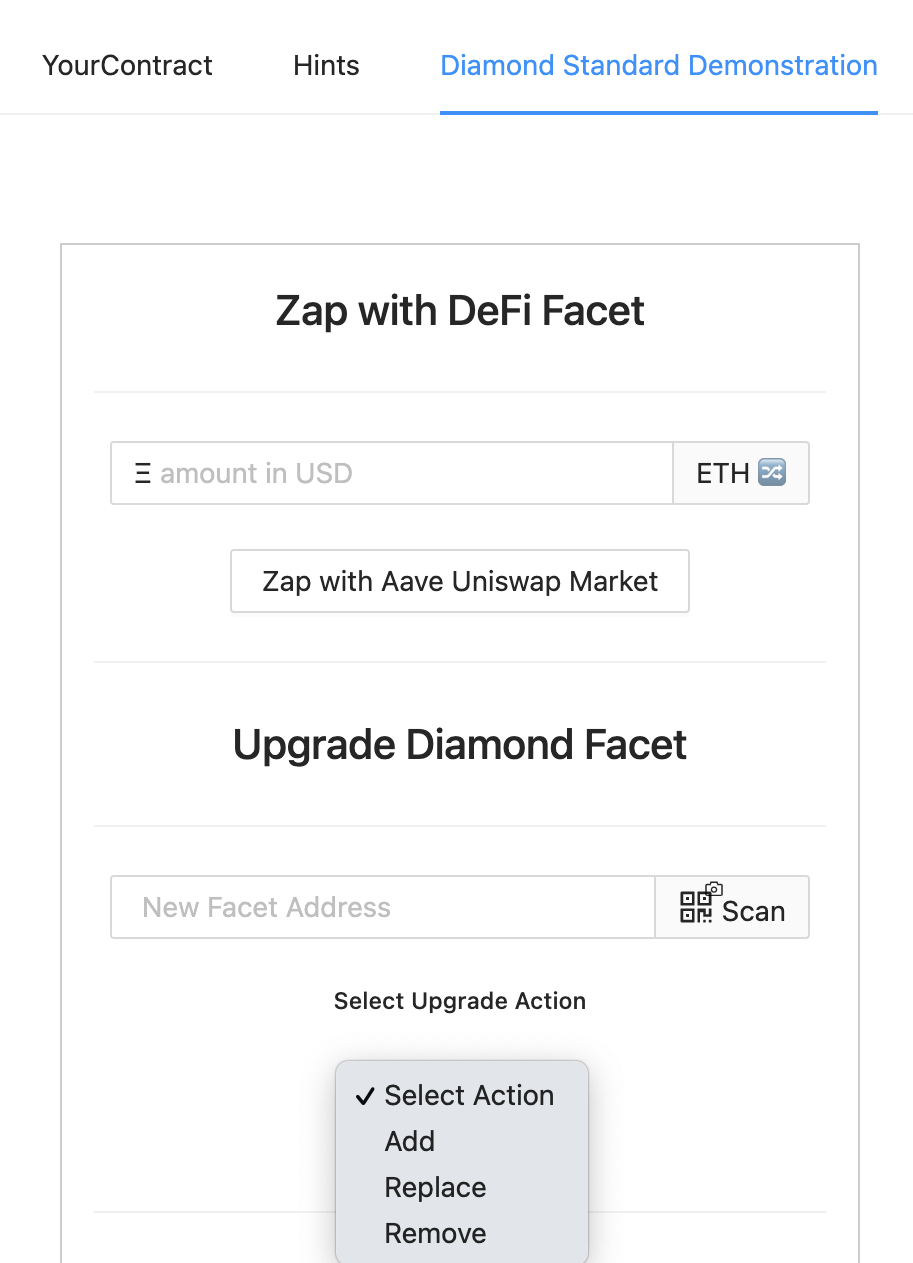 YourContract Hints Diamond Standard Demonstration
Zap with DeFi Facet
Ξ amount in USD ETH 🔀
Zap with Aave Uniswap Market
Upgrade Diamond Facet
New Facet Address Scan
Select Upgrade Action
✓ Select Action
Add
Replace
Remove